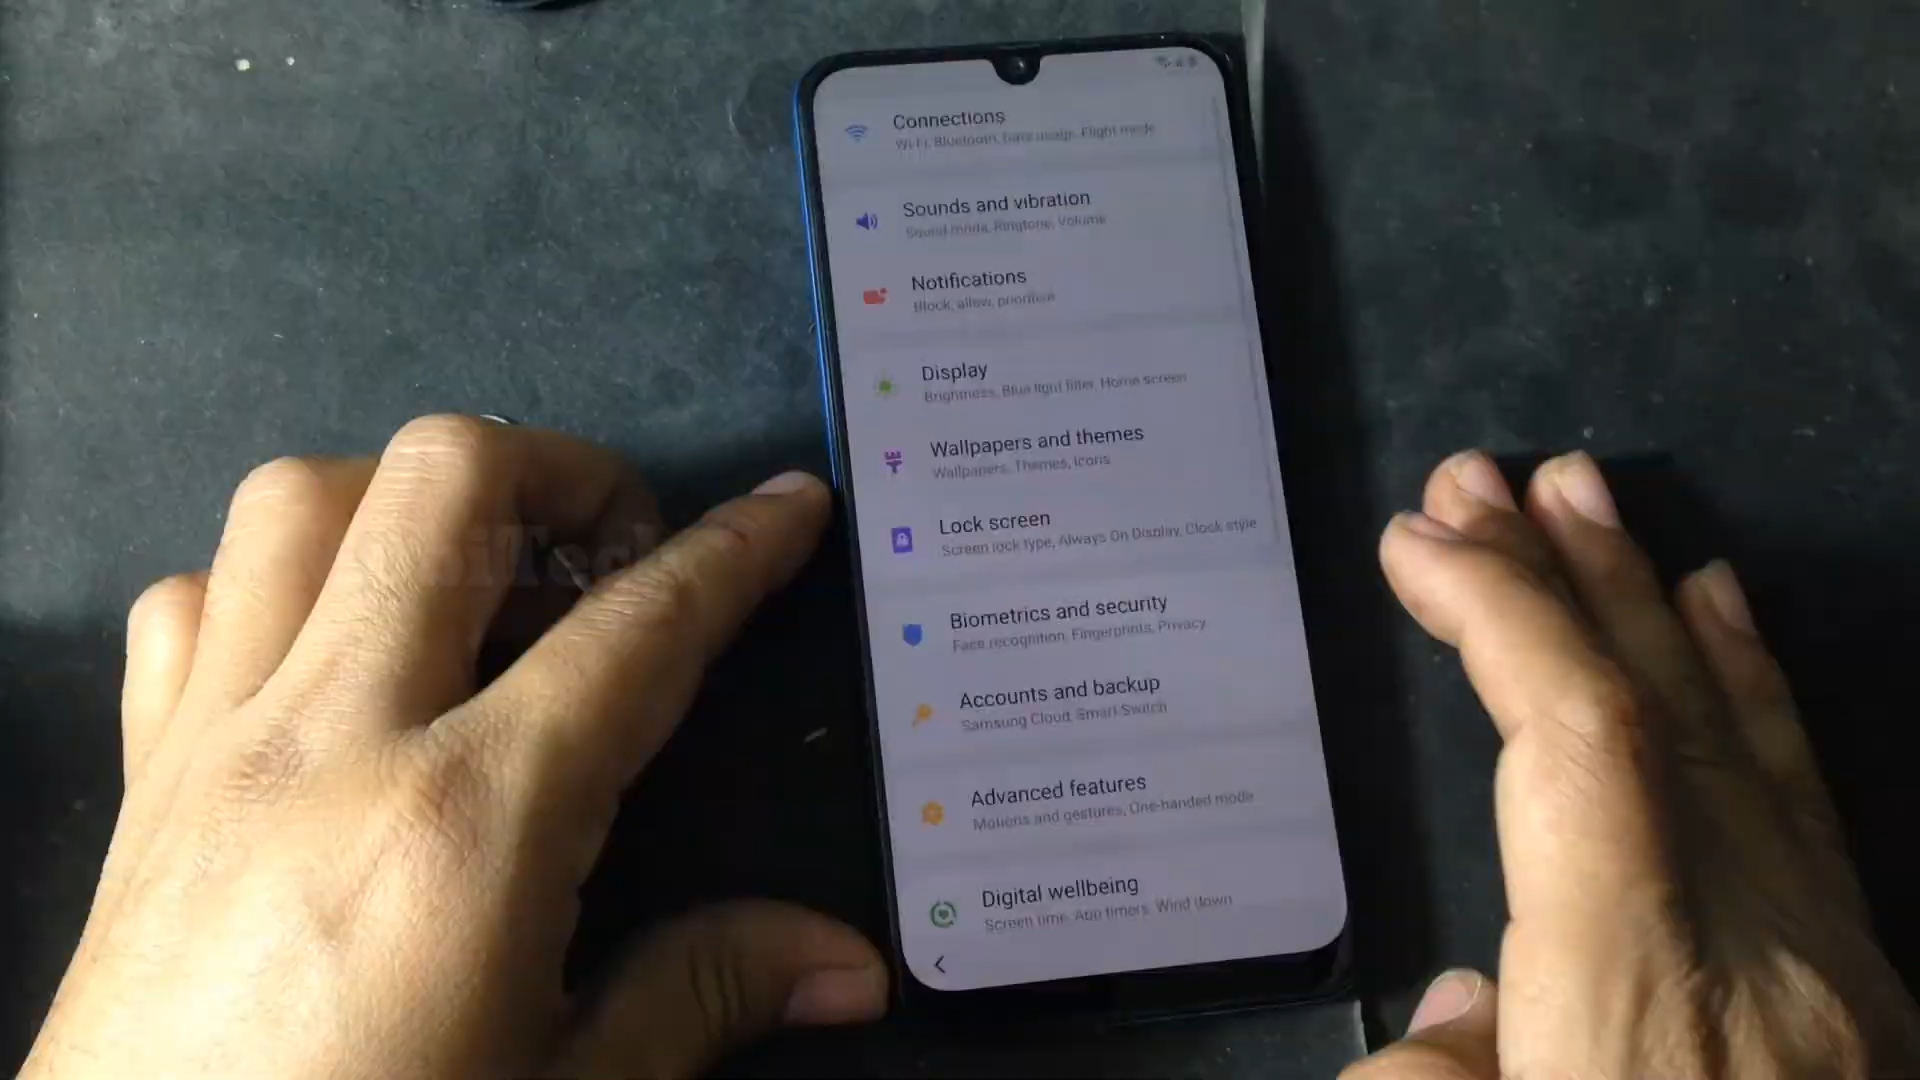 Connections
Wi-Fi, Bluetooth, Data usage, Flight mode
Sounds and vibration
Sound mode, Ringtone, Volume
Notifications
Block, allow, prioritise
Display
Brightness, Blue light filter, Home screen
Wallpapers and themes
Wallpapers, Themes, Icons
Lock screen
Screen lock type, Always On Display, Clock style
Biometrics and security
Face recognition, Fingerprints, Privacy
Accounts and backup
Samsung Cloud, Smart Switch
Advanced features
Motions and gestures, One-handed mode
Digital wellbeing
Screen time, App timers, Wind down